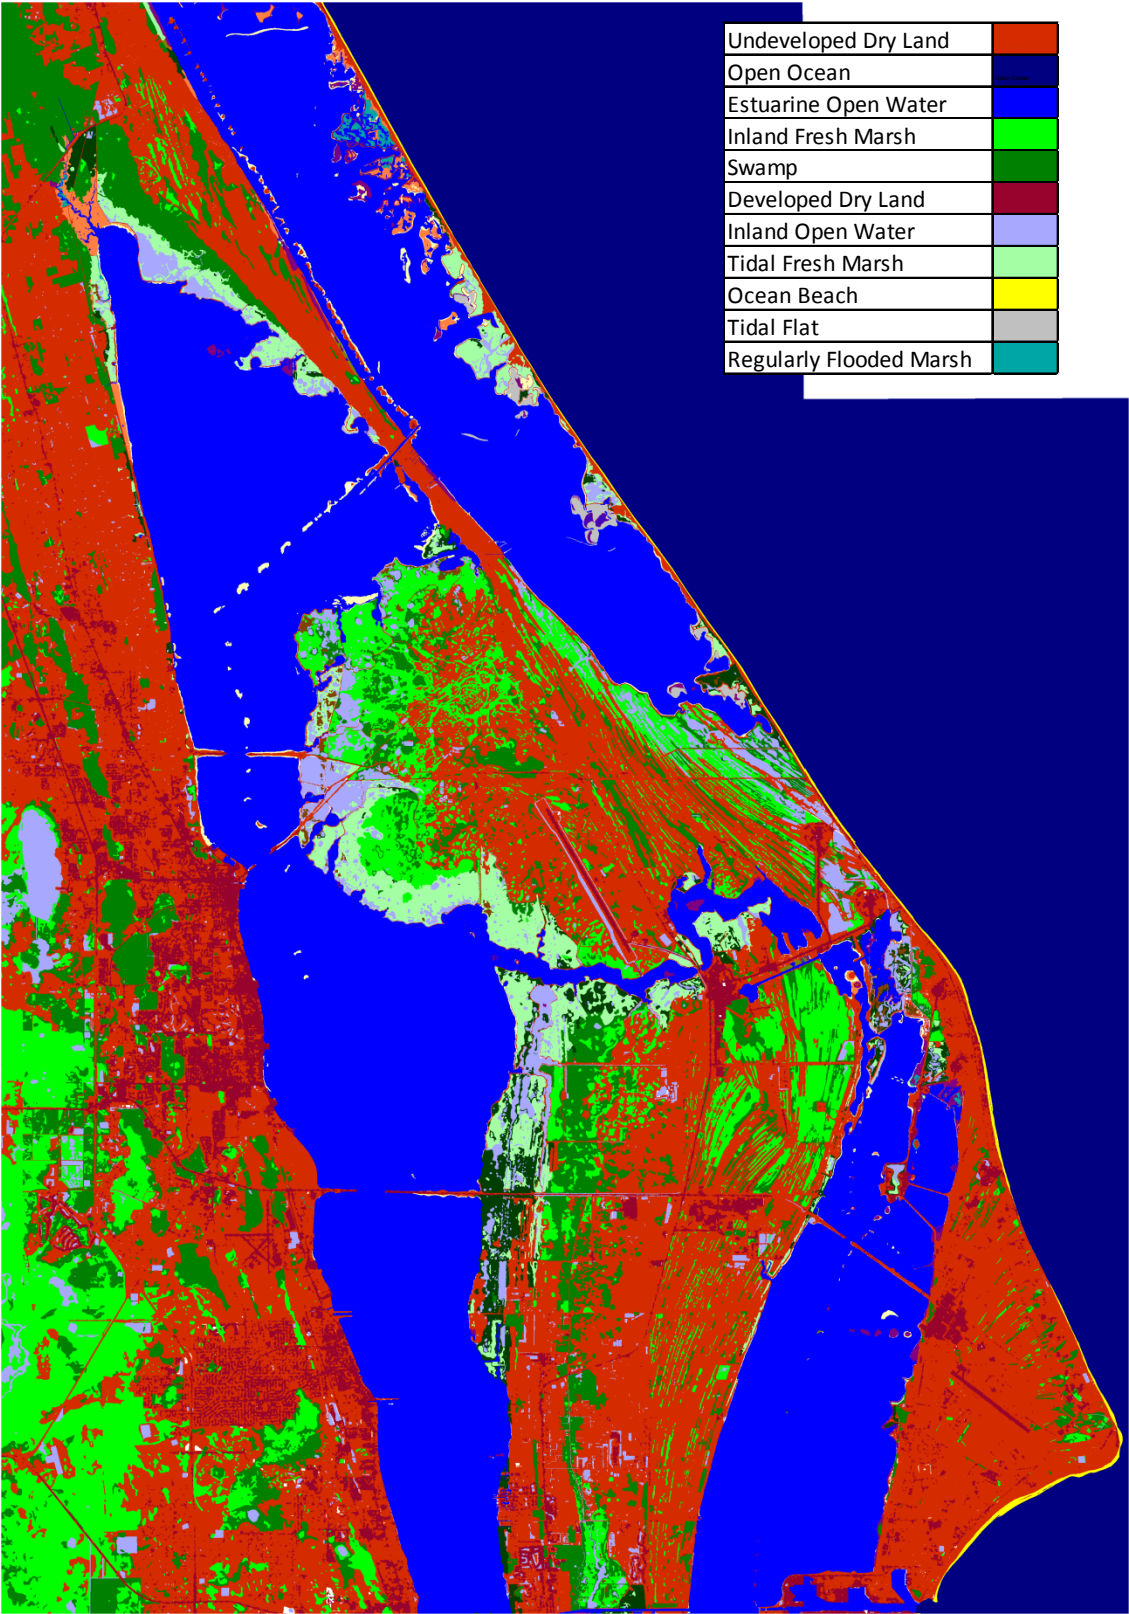 Undeveloped Dry Land
Open Ocean
Estuarine Open Water
Inland Fresh Marsh
Swamp
Developed Dry Land
Inland Open Water
Tidal Fresh Marsh
Ocean Beach
Tidal Flat
Regularly Flooded Marsh